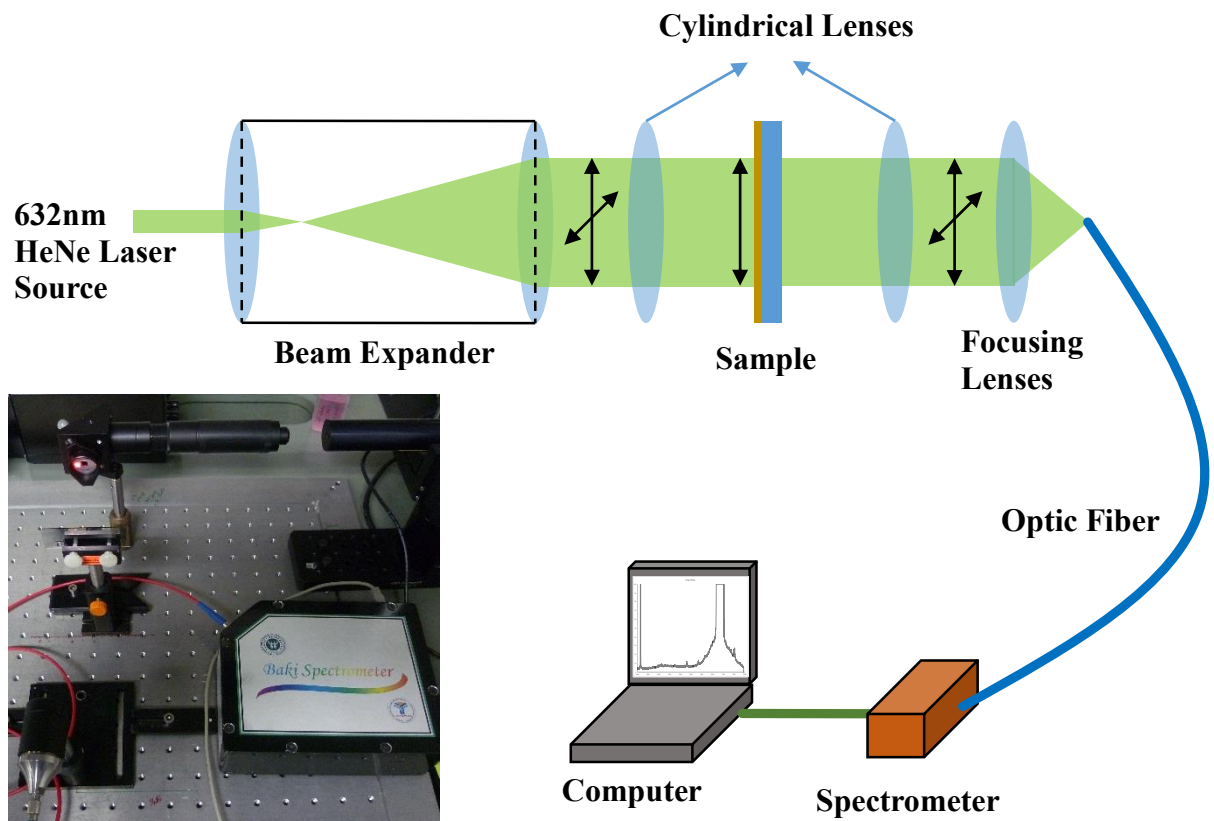 Cylindrical Lenses
632nm
HeNe Laser
Source
Beam Expander
Sample
Focusing
Lenses
Optic Fiber
Baki Spectrometer
Computer
Spectrometer